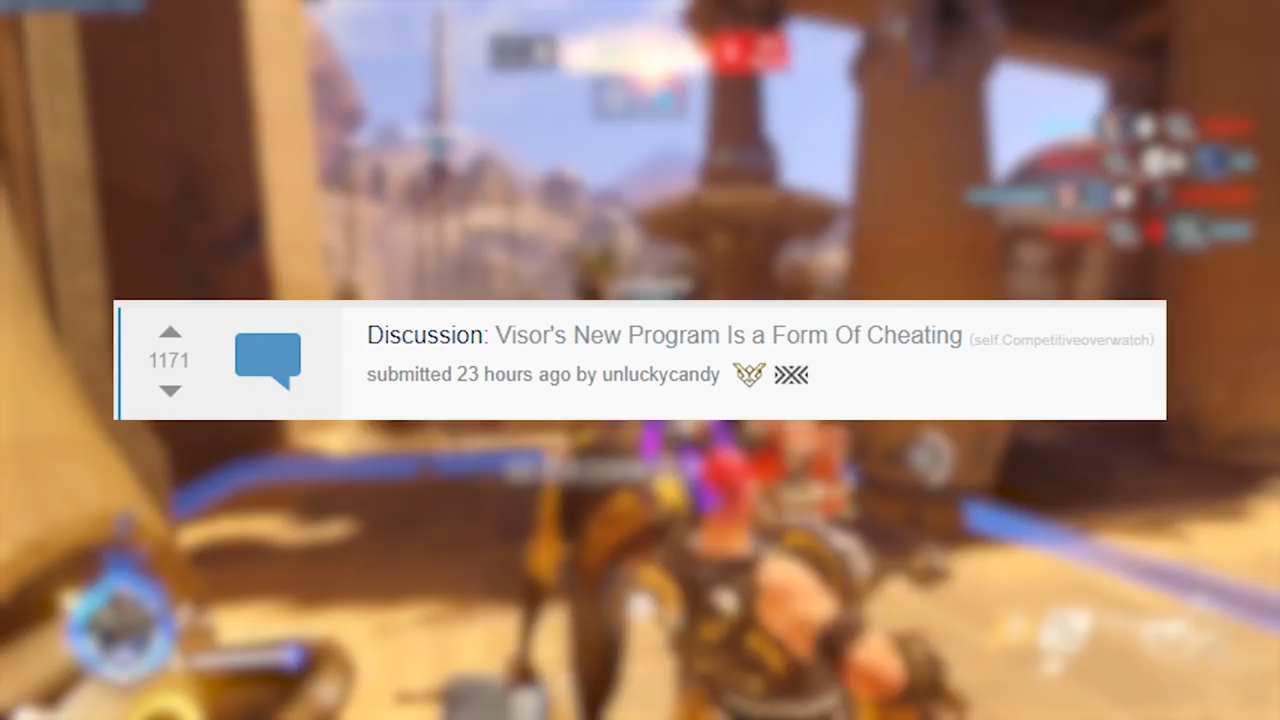 Discussion: Visor's New Program Is a Form Of Cheating (self.Competitiveoverwatch)
1171
submitted 23 hours ago by unluckycandy